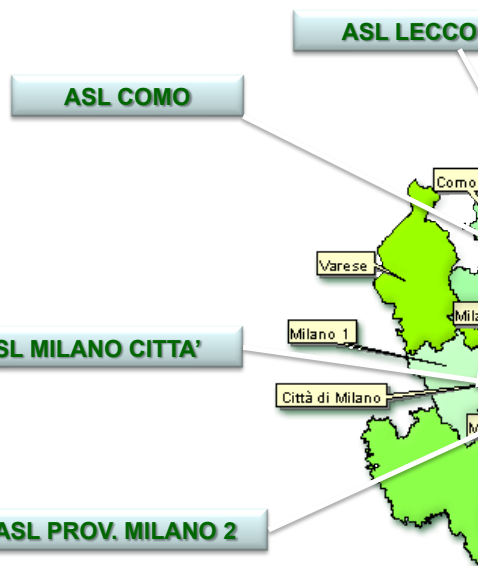 ASL LECCO
ASL COMO
Como
Varese
Mila
Milano 1
SL MILANO CITTA’
Città di Milano
M
ASL PROV. MILANO 2